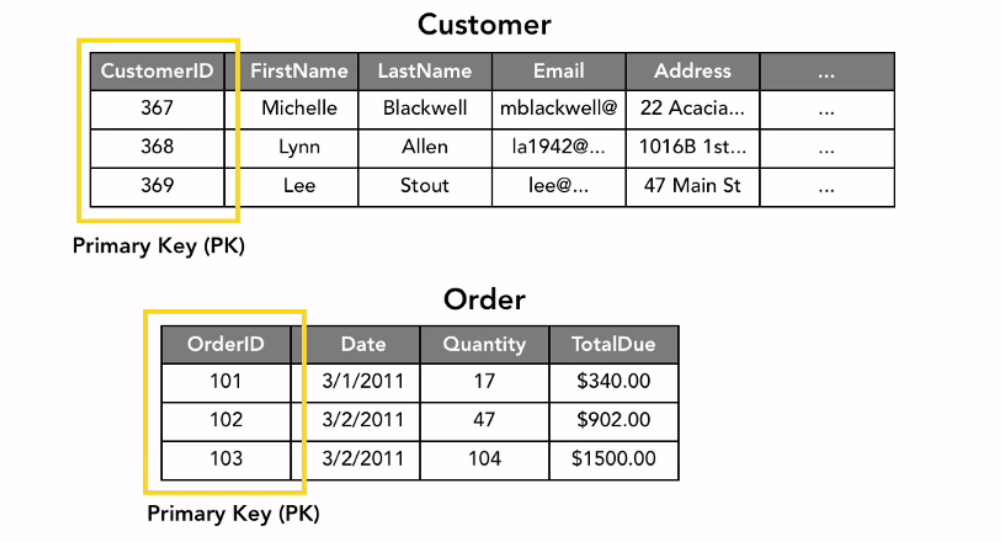 Customer
CustomerID FirstName LastName Email Address ...
367 Michelle Blackwell mblackwell@ 22 Acacia... ...
368 Lynn Allen la1942@... 1016B 1st... ...
369 Lee Stout lee@... 47 Main St ...
Primary Key (PK)
Order
OrderID Date Quantity TotalDue
101 3/1/2011 17 $340.00
102 3/2/2011 47 $902.00
103 3/2/2011 104 $1500.00
Primary Key (PK)